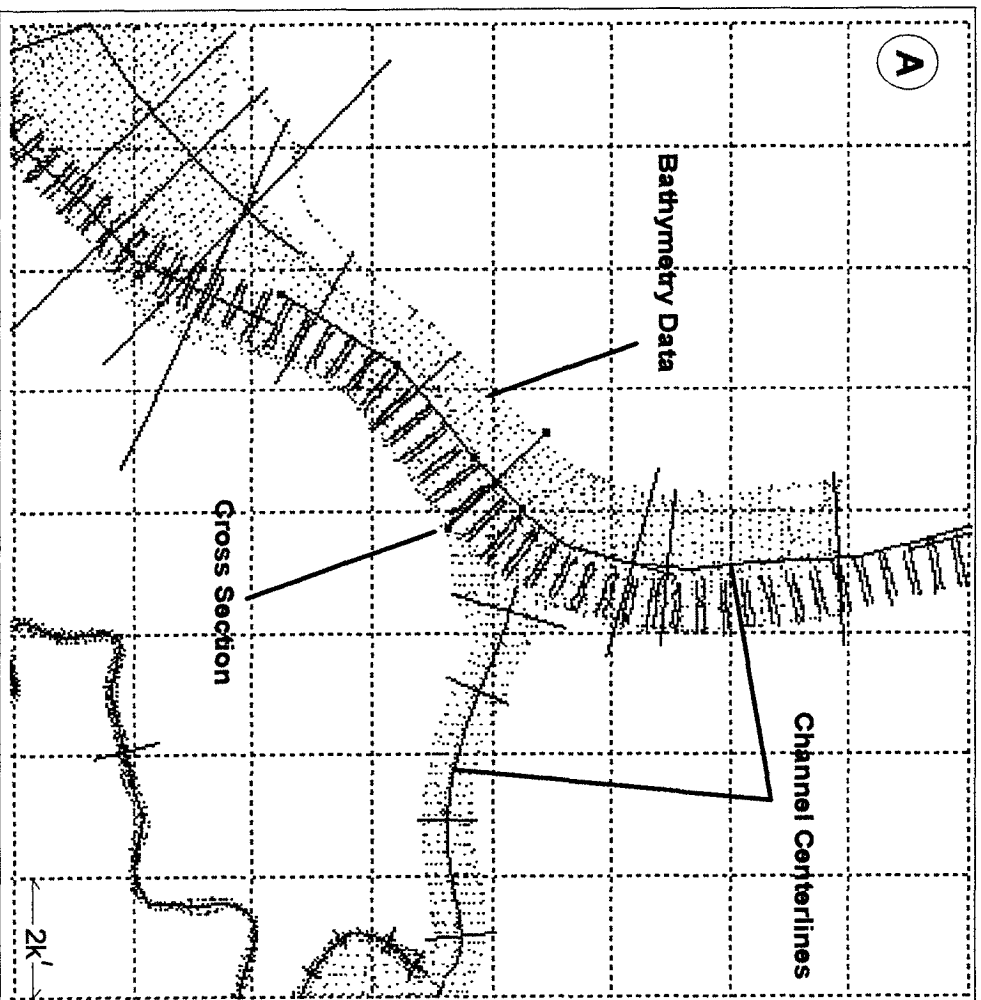 A
Bathymetry Data
Channel Centerlines
Cross Section
2k'